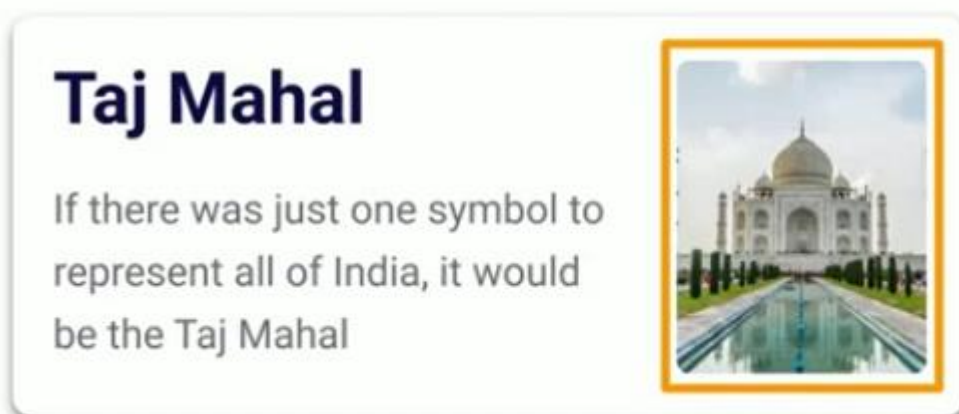 Taj Mahal
If there was just one symbol to
represent all of India, it would
be the Taj Mahal